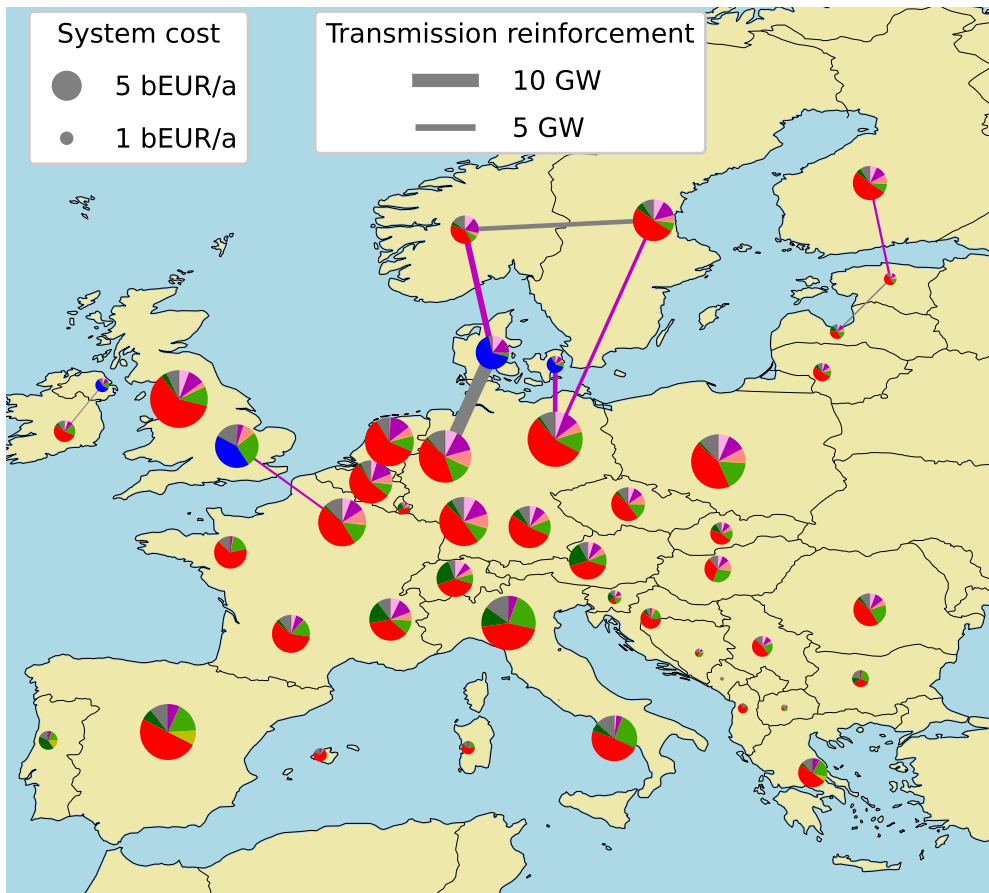 System cost
5 bEUR/a
1 bEUR/a
Transmission reinforcement
10 GW
5 GW